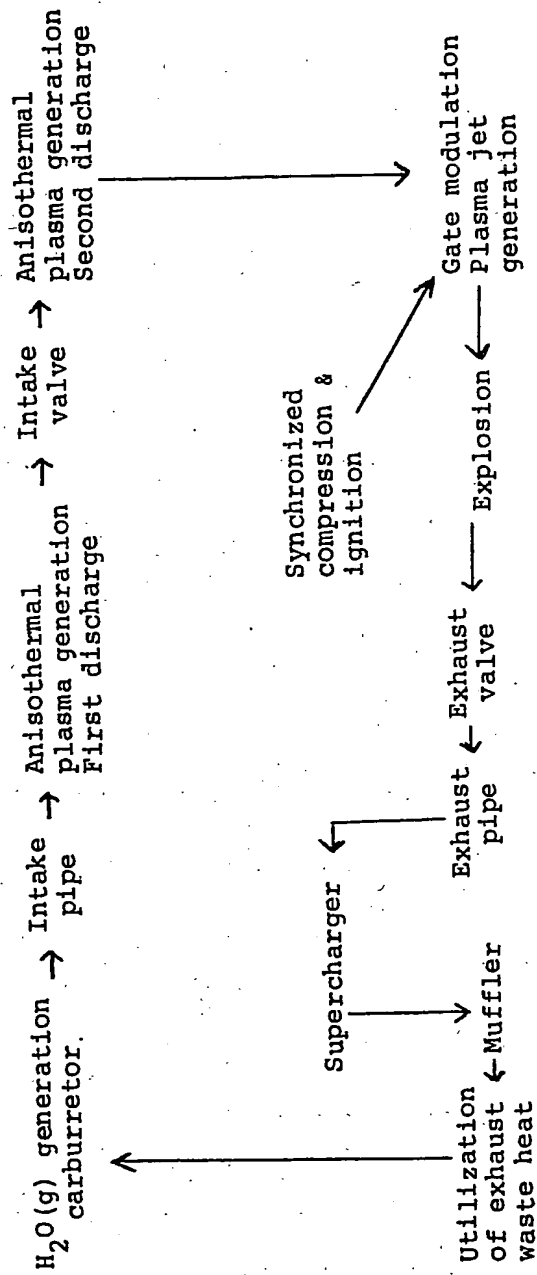 H₂O(g) generation
carburretor.
Intake
pipe
Anisothermal
plasma generation
First discharge
Intake
valve
Anisothermal
plasma generation
Second discharge
Synchronized
compression &
ignition
Gate modulation
Plasma jet
generation
Explosion
Exhaust
valve
Exhaust
pipe
Supercharger
Muffler
Utilization
of exhaust
waste heat